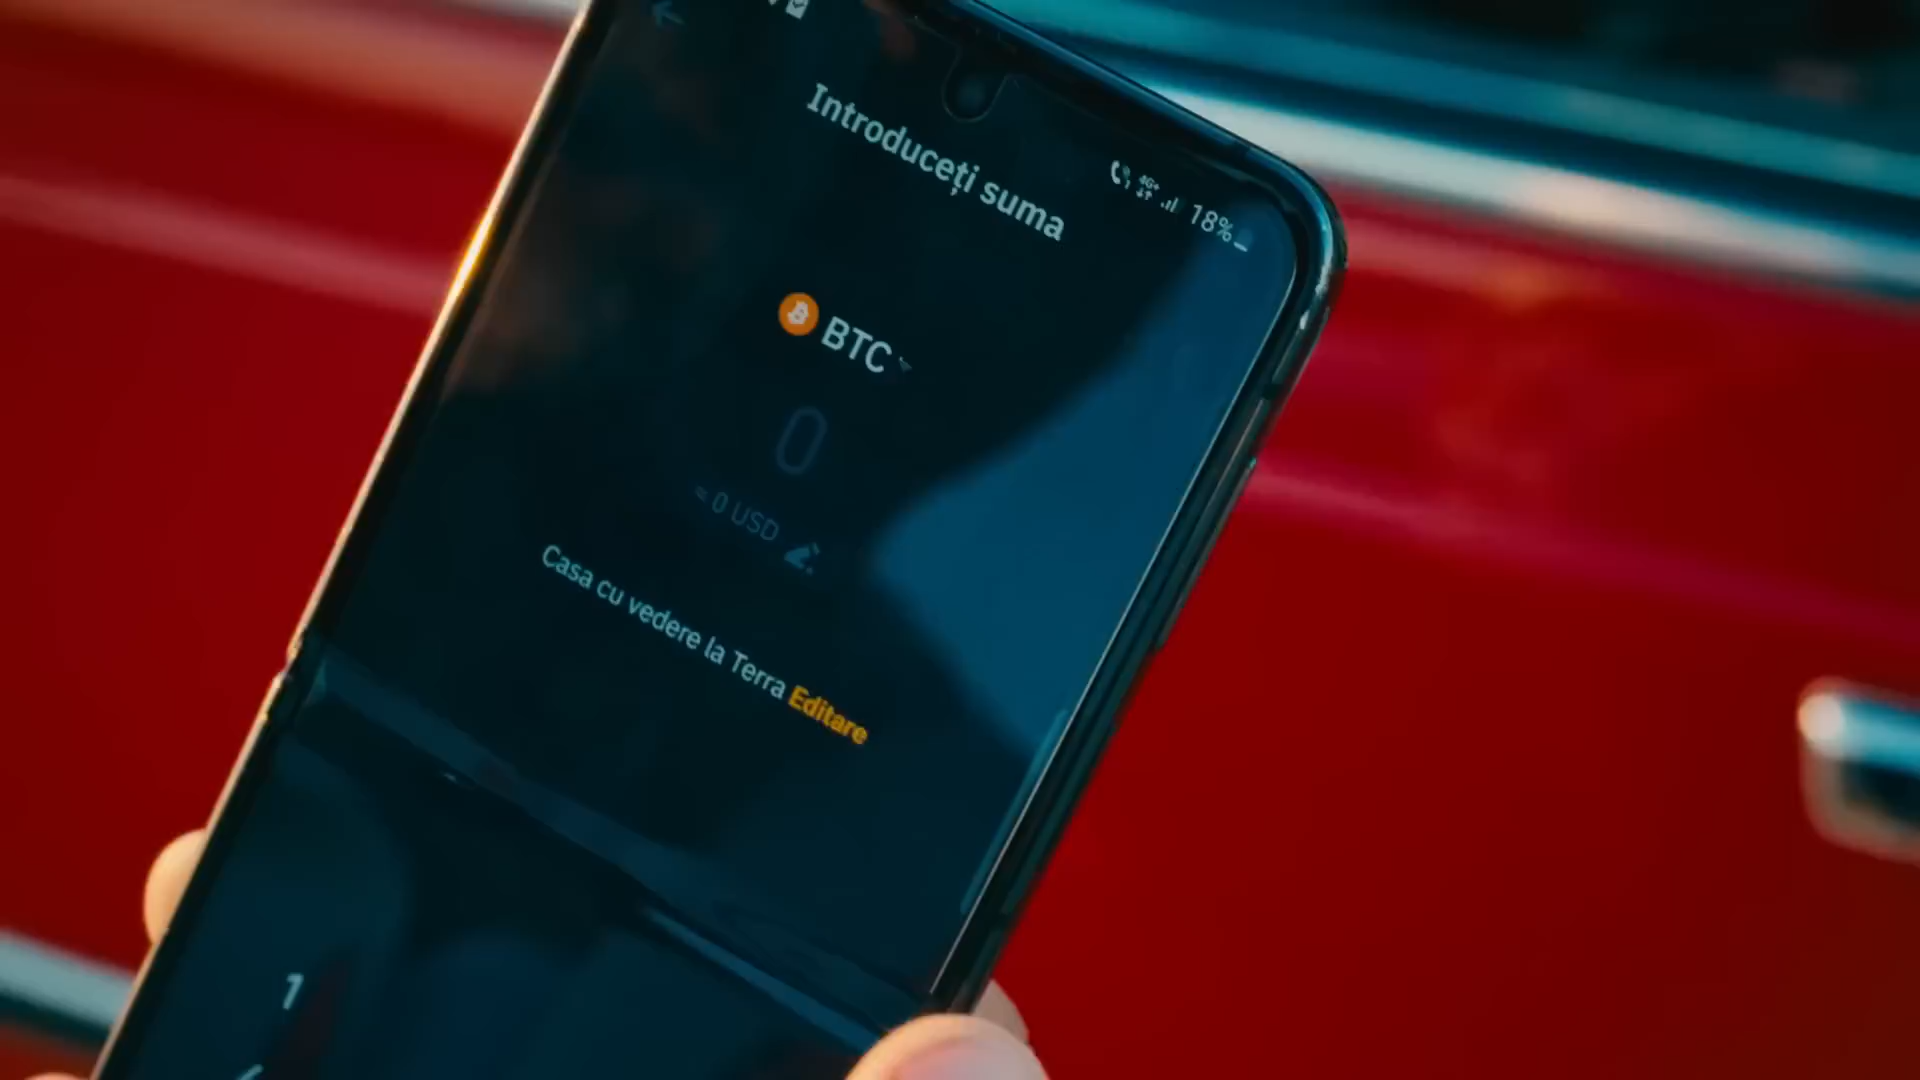 Introduceți suma
18%
BTC
0
≈ 0 USD
Casa cu vedere la Terra Editare
1